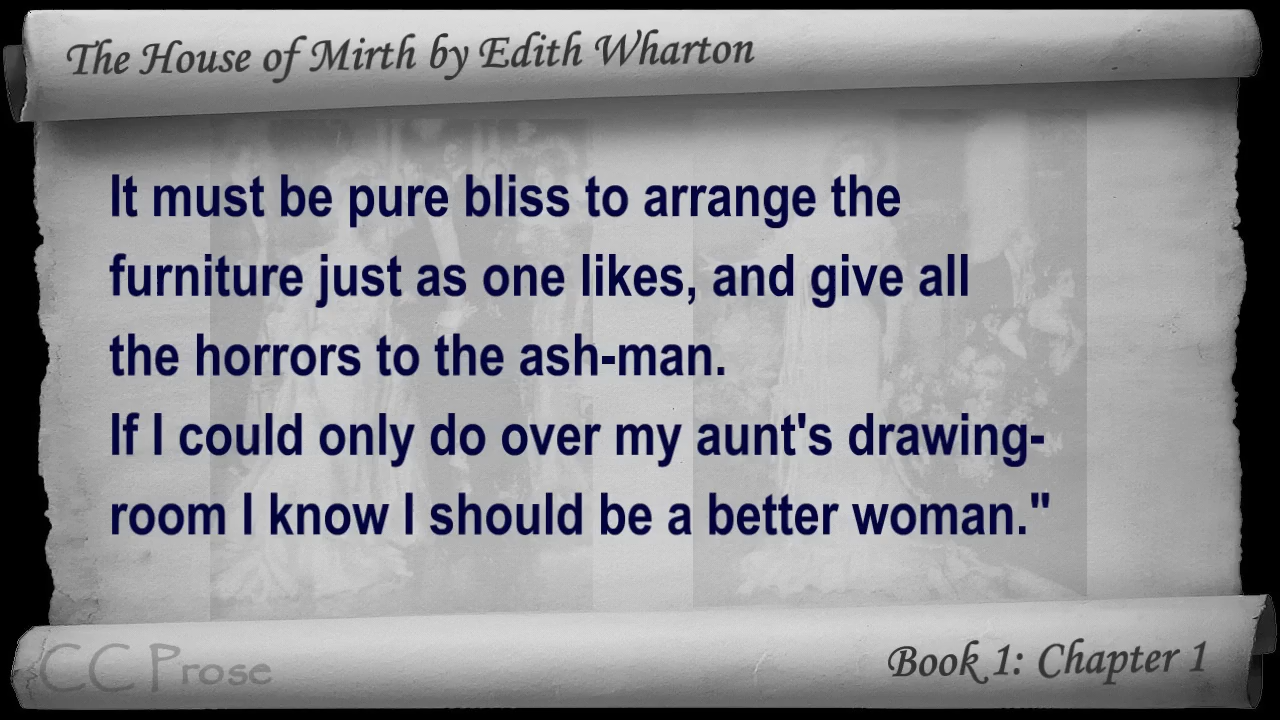 The House of Mirth by Edith Wharton
It must be pure bliss to arrange the
furniture just as one likes, and give all
the horrors to the ash-man.
If I could only do over my aunt's drawing-
room I know I should be a better woman."
CC Prose
Book 1: Chapter 1